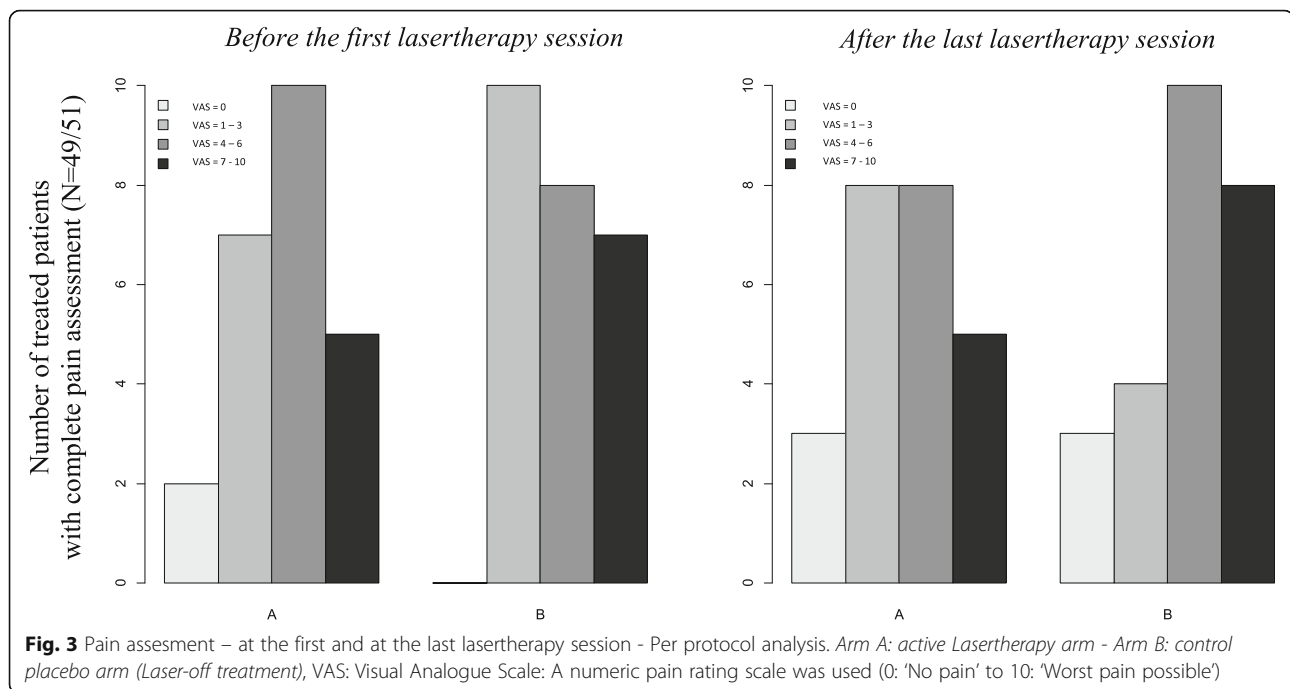 Before the first lasertherapy session
After the last lasertherapy session
Number of treated patients
with complete pain assessment (N=49/51)
10
8
6
4
2
0
VAS = 0
VAS = 1 – 3
VAS = 4 – 6
VAS = 7 - 10
A
B
10
8
6
4
2
0
VAS = 0
VAS = 1 – 3
VAS = 4 – 6
VAS = 7 - 10
A
B
Fig. 3 Pain assesment – at the first and at the last lasertherapy session - Per protocol analysis. Arm A: active Lasertherapy arm - Arm B: control
placebo arm (Laser-off treatment), VAS: Visual Analogue Scale: A numeric pain rating scale was used (0: ‘No pain’ to 10: ‘Worst pain possible’)